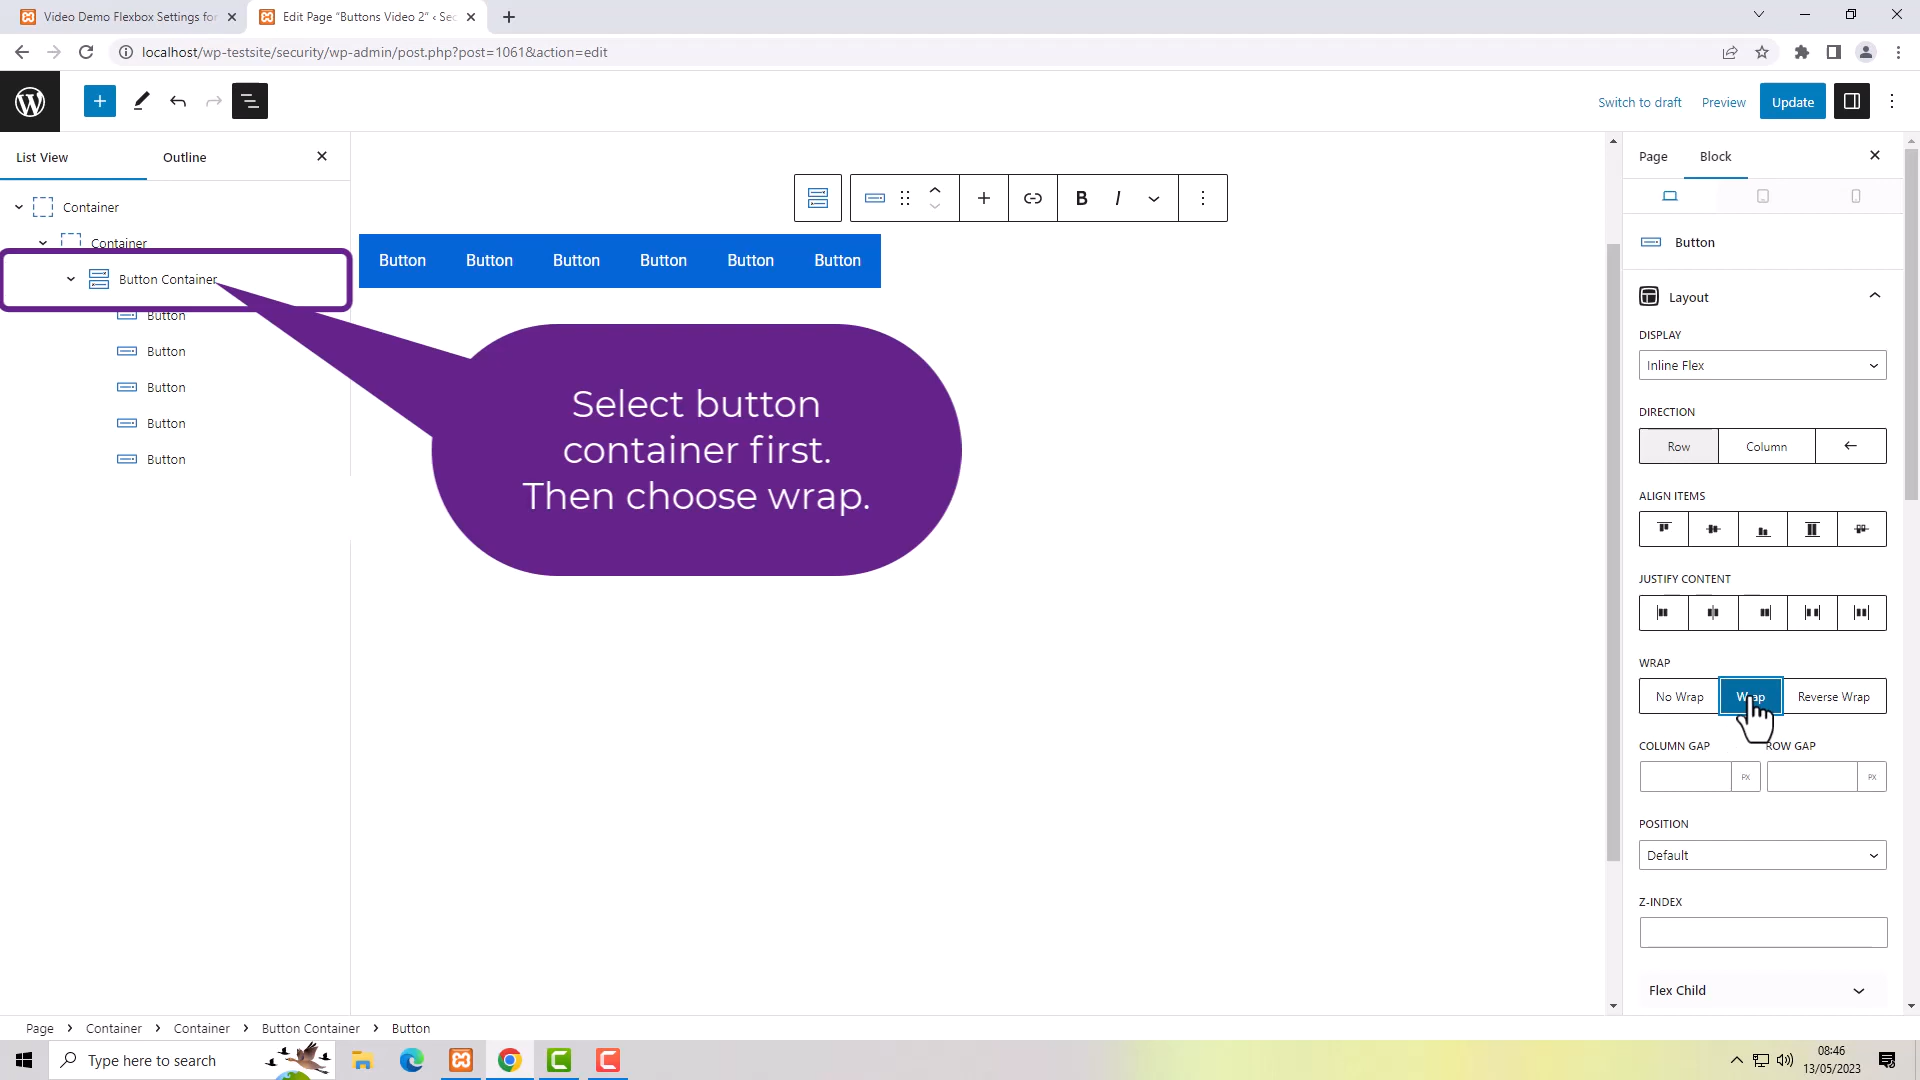 Video Demo Flexbox Settings for
Edit Page “Buttons Video 2” ‹ Sec
localhost/wp-testsite/security/wp-admin/post.php?post=1061&action=edit
Switch to draft
Preview
Update
List View
Outline
Container
Container
Button Container
Button
Button
Button
Button
Button
B
I
Button
Button
Button
Button
Button
Button
Select button
container first.
Then choose wrap.
Page
Block
Button
Layout
DISPLAY
Inline Flex
DIRECTION
Row
Column
ALIGN ITEMS
JUSTIFY CONTENT
WRAP
No Wrap
Wrap
Reverse Wrap
COLUMN GAP
ROW GAP
PX
PX
POSITION
Default
Z-INDEX
Flex Child
Page
Container
Container
Button Container
Button
Type here to search
08:46
13/05/2023